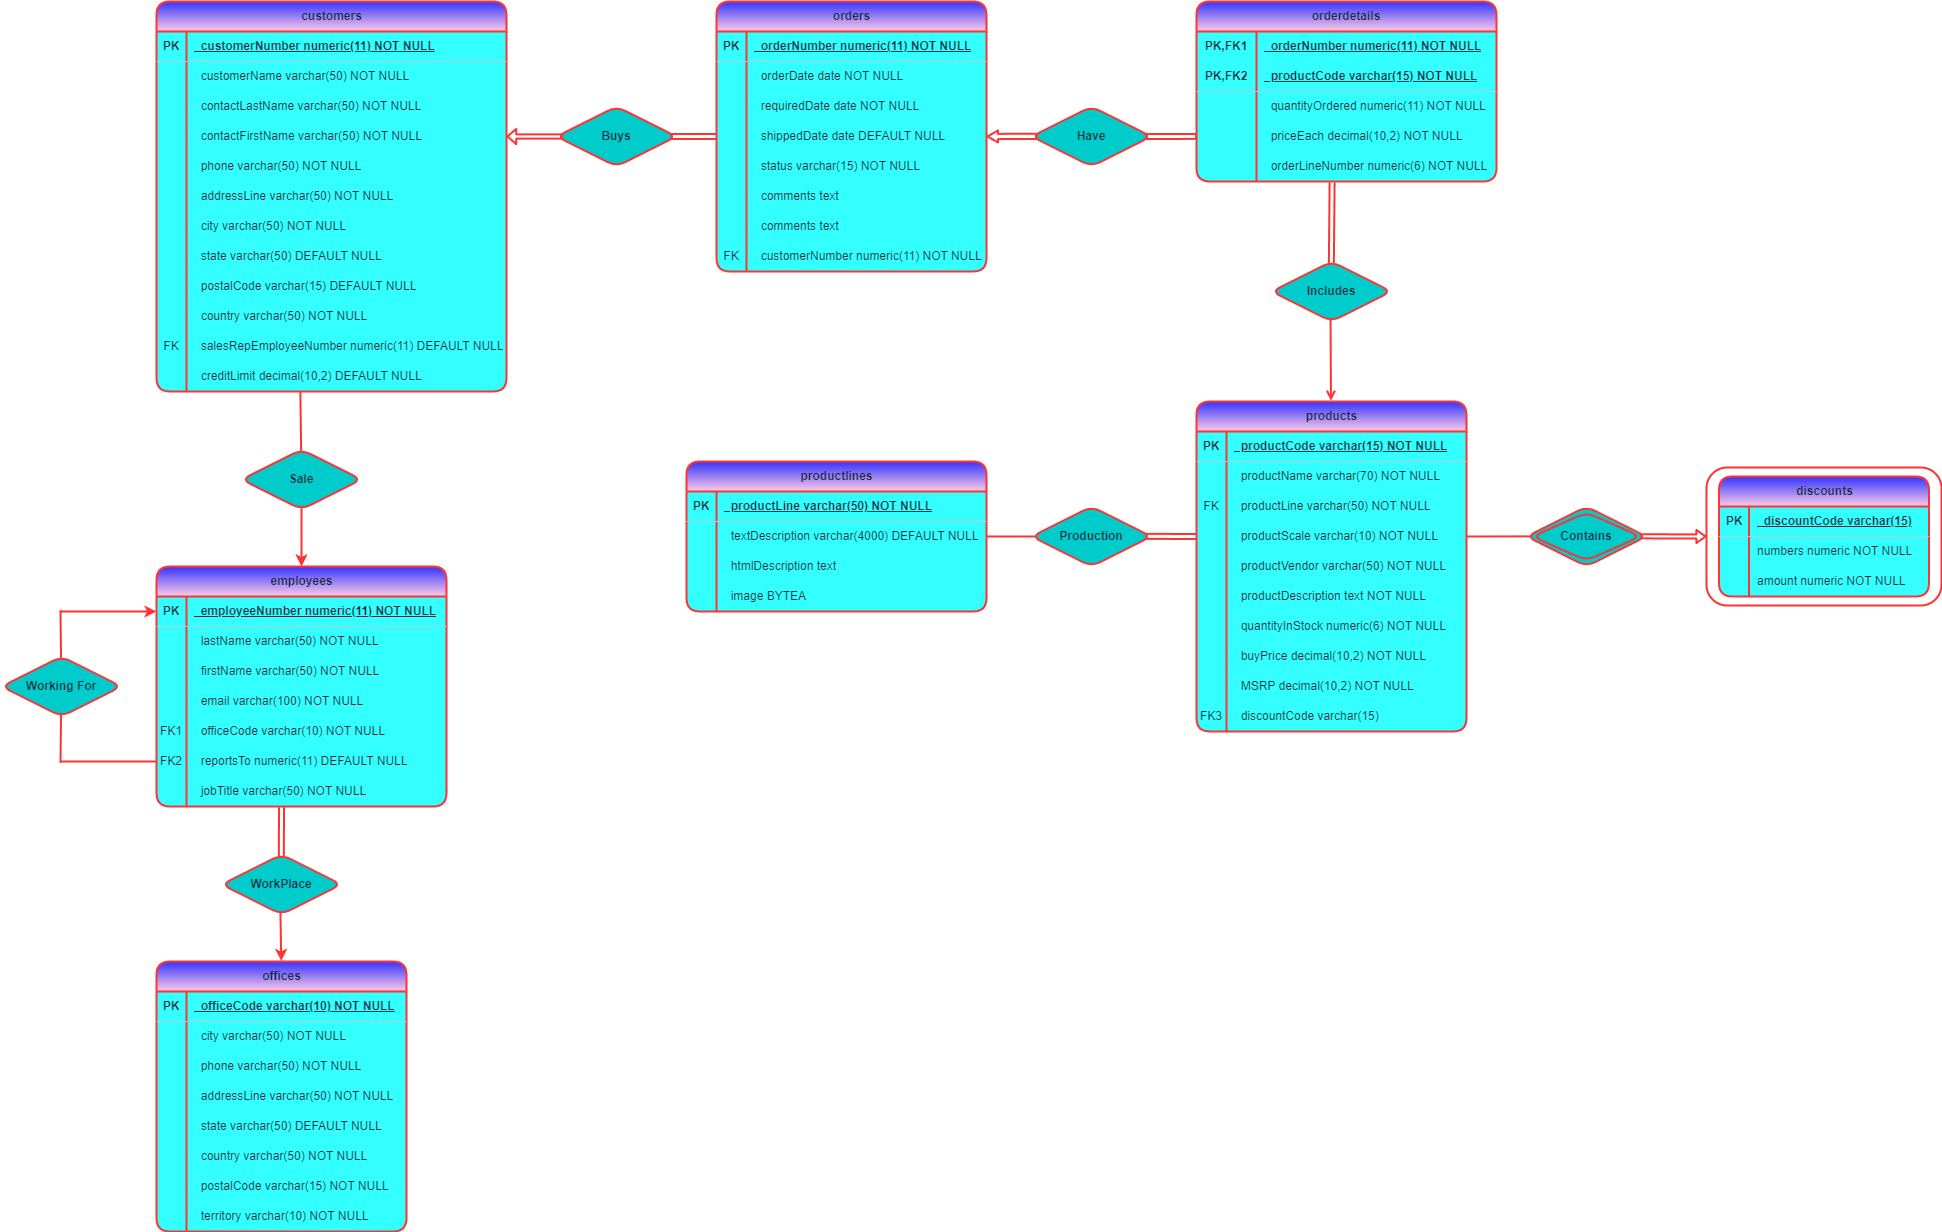 customers
PK customerNumber numeric(11) NOT NULL
customerName varchar(50) NOT NULL
contactLastName varchar(50) NOT NULL
contactFirstName varchar(50) NOT NULL
phone varchar(50) NOT NULL
addressLine varchar(50) NOT NULL
city varchar(50) NOT NULL
state varchar(50) DEFAULT NULL
postalCode varchar(15) DEFAULT NULL
country varchar(50) NOT NULL
FK salesRepEmployeeNumber numeric(11) DEFAULT NULL
creditLimit decimal(10,2) DEFAULT NULL
Buys
orders
PK orderNumber numeric(11) NOT NULL
orderDate date NOT NULL
requiredDate date NOT NULL
shippedDate date DEFAULT NULL
status varchar(15) NOT NULL
comments text
comments text
FK customerNumber numeric(11) NOT NULL
Have
orderdetails
PK,FK1 orderNumber numeric(11) NOT NULL
PK,FK2 productCode varchar(15) NOT NULL
quantityOrdered numeric(11) NOT NULL
priceEach decimal(10,2) NOT NULL
orderLineNumber numeric(6) NOT NULL
Includes
Sale
employees
PK employeeNumber numeric(11) NOT NULL
lastName varchar(50) NOT NULL
firstName varchar(50) NOT NULL
email varchar(100) NOT NULL
FK1 officeCode varchar(10) NOT NULL
FK2 reportsTo numeric(11) DEFAULT NULL
jobTitle varchar(50) NOT NULL
Working For
WorkPlace
offices
PK officeCode varchar(10) NOT NULL
city varchar(50) NOT NULL
phone varchar(50) NOT NULL
addressLine varchar(50) NOT NULL
state varchar(50) DEFAULT NULL
country varchar(50) NOT NULL
postalCode varchar(15) NOT NULL
territory varchar(10) NOT NULL
productlines
PK productLine varchar(50) NOT NULL
textDescription varchar(4000) DEFAULT NULL
htmlDescription text
image BYTEA
Production
products
PK productCode varchar(15) NOT NULL
productName varchar(70) NOT NULL
FK productLine varchar(50) NOT NULL
productScale varchar(10) NOT NULL
productVendor varchar(50) NOT NULL
productDescription text NOT NULL
quantityInStock numeric(6) NOT NULL
buyPrice decimal(10,2) NOT NULL
MSRP decimal(10,2) NOT NULL
FK3 discountCode varchar(15)
Contains
discounts
PK discountCode varchar(15)
numbers numeric NOT NULL
amount numeric NOT NULL